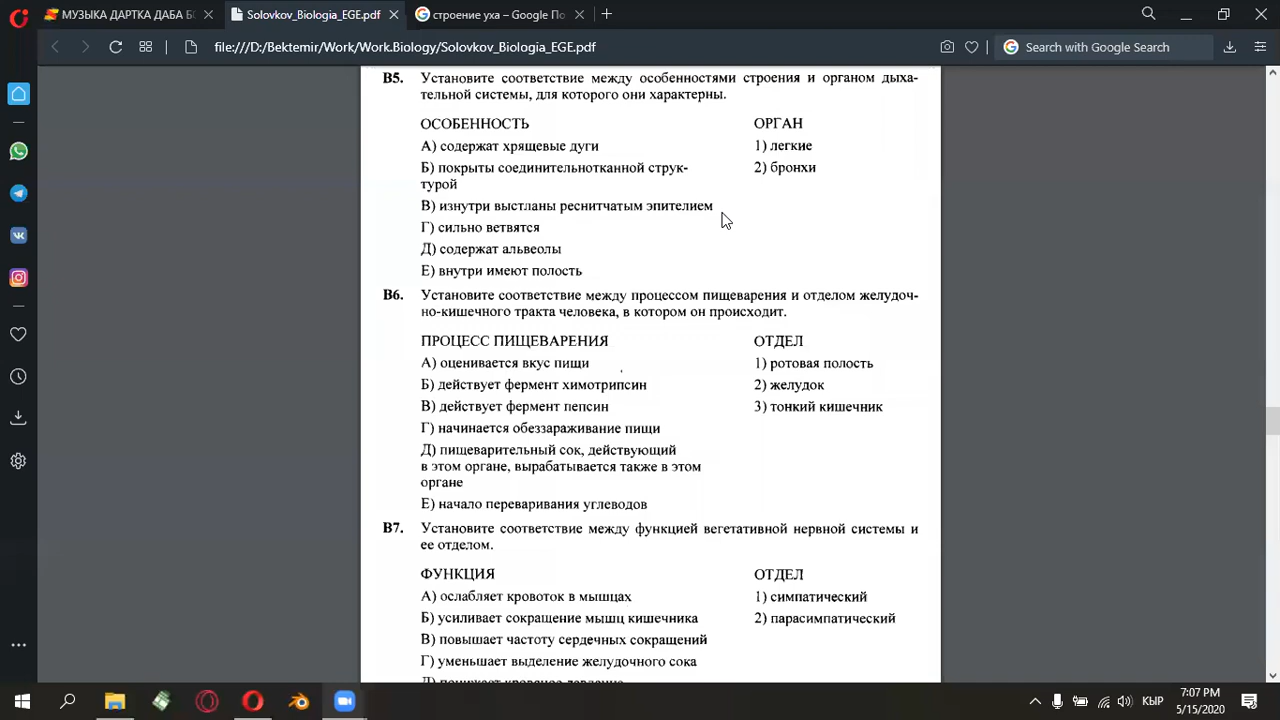 МУЗЫКА ДАРТКА ДАБА БО
Solovkov_Biologia_EGE.pdf
строение уха – Google По
file:///D:/Bektemir/Work/Work.Biology/Solovkov_Biologia_EGE.pdf
Search with Google Search
B5. Установите соответствие между особенностями строения и органом дыха-
тельной системы, для которого они характерны.
ОСОБЕННОСТЬ ОРГАН
А) содержат хрящевые дуги 1) легкие
Б) покрыты соединительнотканной струк- 2) бронхи
турой
В) изнутри выстланы реснитчатым эпителием
Г) сильно ветвятся
Д) содержат альвеолы
Е) внутри имеют полость
B6. Установите соответствие между процессом пищеварения и отделом желудоч-
но-кишечного тракта человека, в котором он происходит.
ПРОЦЕСС ПИЩЕВАРЕНИЯ ОТДЕЛ
А) оценивается вкус пищи 1) ротовая полость
Б) действует фермент химотрипсин 2) желудок
В) действует фермент пепсин 3) тонкий кишечник
Г) начинается обеззараживание пищи
Д) пищеварительный сок, действующий
в этом органе, вырабатывается также в этом
органе
Е) начало переваривания углеводов
B7. Установите соответствие между функцией вегетативной нервной системы и
ее отделом.
ФУНКЦИЯ ОТДЕЛ
А) ослабляет кровоток в мышцах 1) симпатический
Б) усиливает сокращение мышц кишечника 2) парасимпатический
В) повышает частоту сердечных сокращений
Г) уменьшает выделение желудочного сока
Д) понижает кровяное давление
КЫР
7:07 PM
5/15/2020